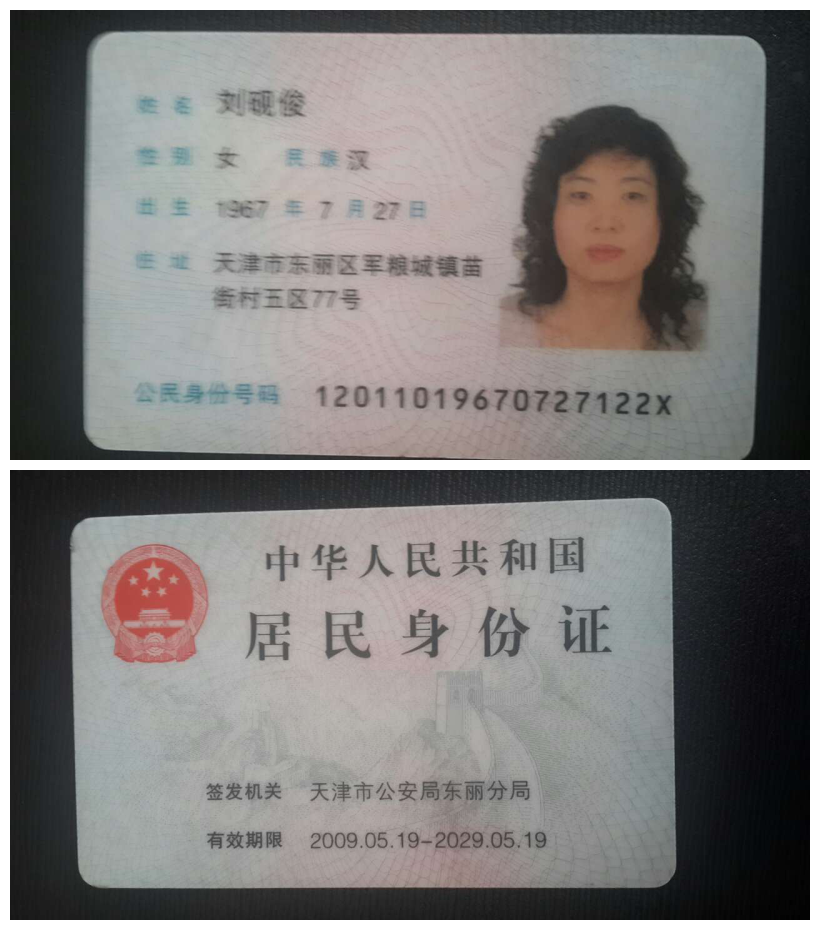 姓名 刘砚俊
性别 女 民族 汉
出生 1967 年 7 月 27 日
住址 天津市东丽区军粮城镇苗
街村五区77号
公民身份号码 12011019670727122X
中华人民共和国
居民身份证
签发机关 天津市公安局东丽分局
有效期限 2009.05.19-2029.05.19